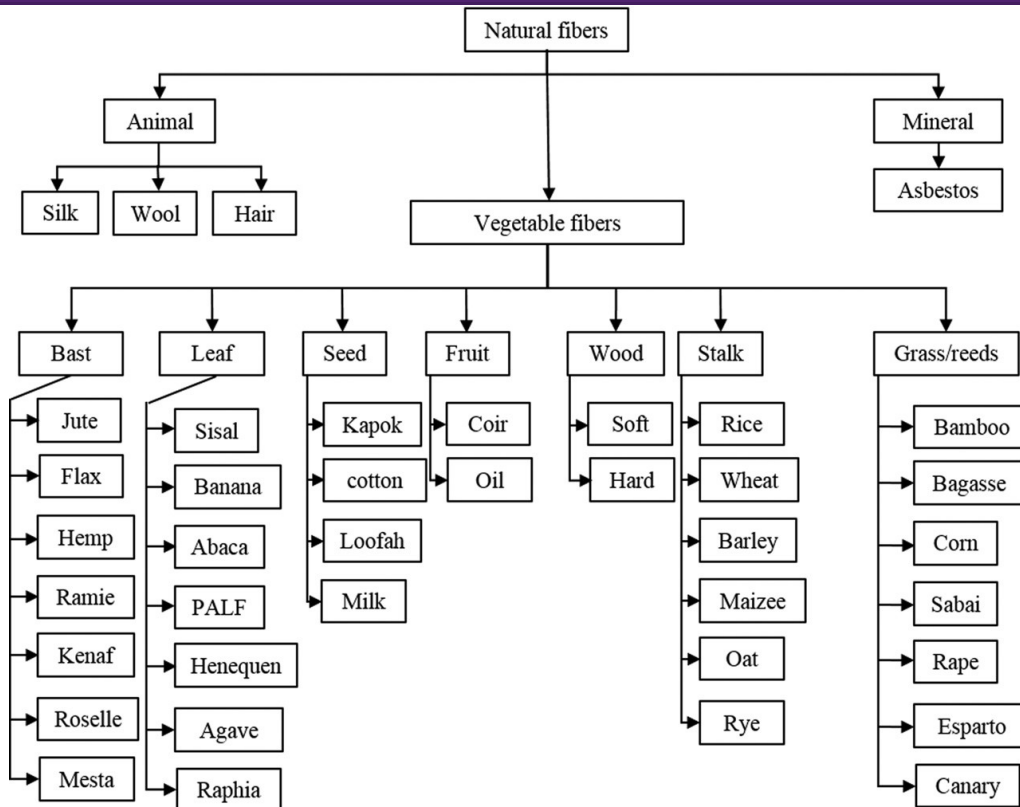 Natural fibers
Animal
Mineral
Silk
Wool
Hair
Asbestos
Vegetable fibers
Bast
Leaf
Seed
Fruit
Wood
Stalk
Grass/reeds
Jute
Flax
Hemp
Ramie
Kenaf
Roselle
Mesta
Sisal
Banana
Abaca
PALF
Henequen
Agave
Raphia
Kapok
cotton
Loofah
Milk
Coir
Oil
Soft
Hard
Rice
Wheat
Barley
Maizee
Oat
Rye
Bamboo
Bagasse
Corn
Sabai
Rape
Esparto
Canary